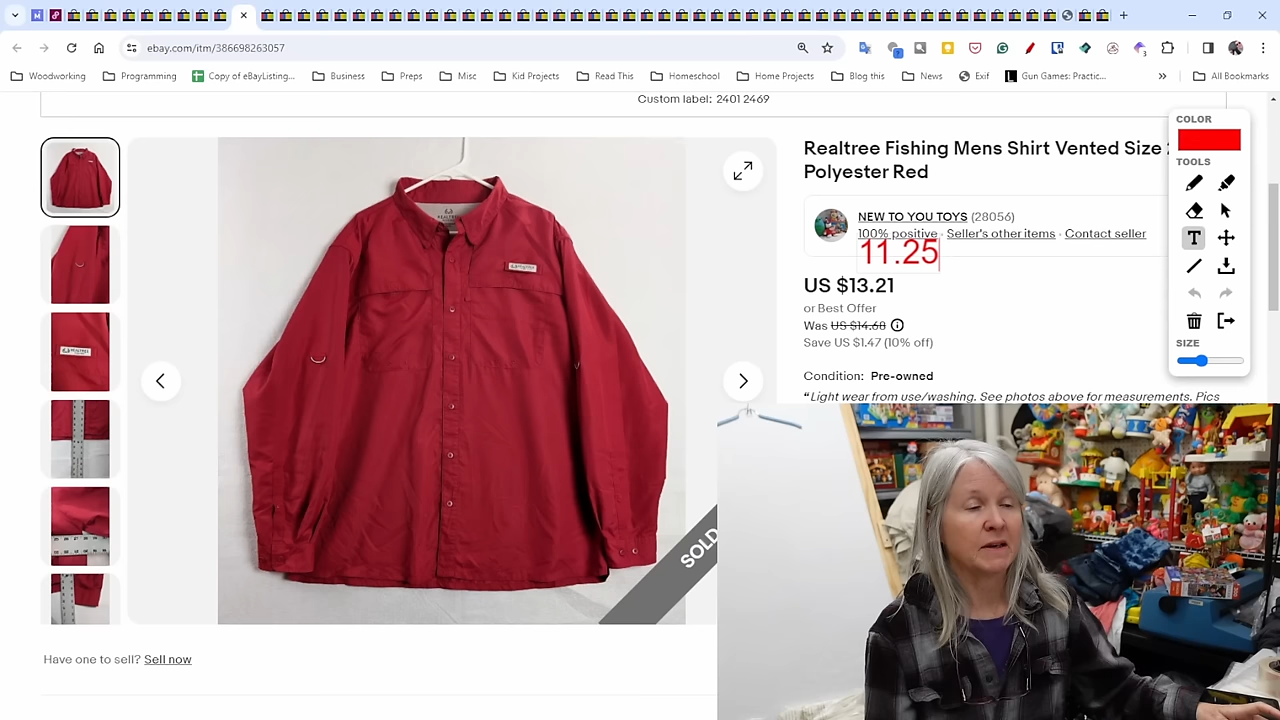 ebay.com/itm/386698263057
Woodworking
Programming
Copy of eBayListing...
Business
Preps
Misc
Kid Projects
Read This
Homeschool
Home Projects
Blog this
News
Exif
Gun Games: Practic...
»
All Bookmarks
Custom label: 2401 2469
Realtree Fishing Mens Shirt Vented Size
Polyester Red
NEW TO YOU TOYS (28056)
100% positive · Seller's other items · Contact seller
11.25
US $13.21
or Best Offer
Was US $14.68
Save US $1.47 (10% off)
Condition: Pre-owned
“Light wear from use/washing. See photos above for measurements. Pics
SOLD
Have one to sell? Sell now
COLOR
TOOLS
T
SIZE
REALTREE